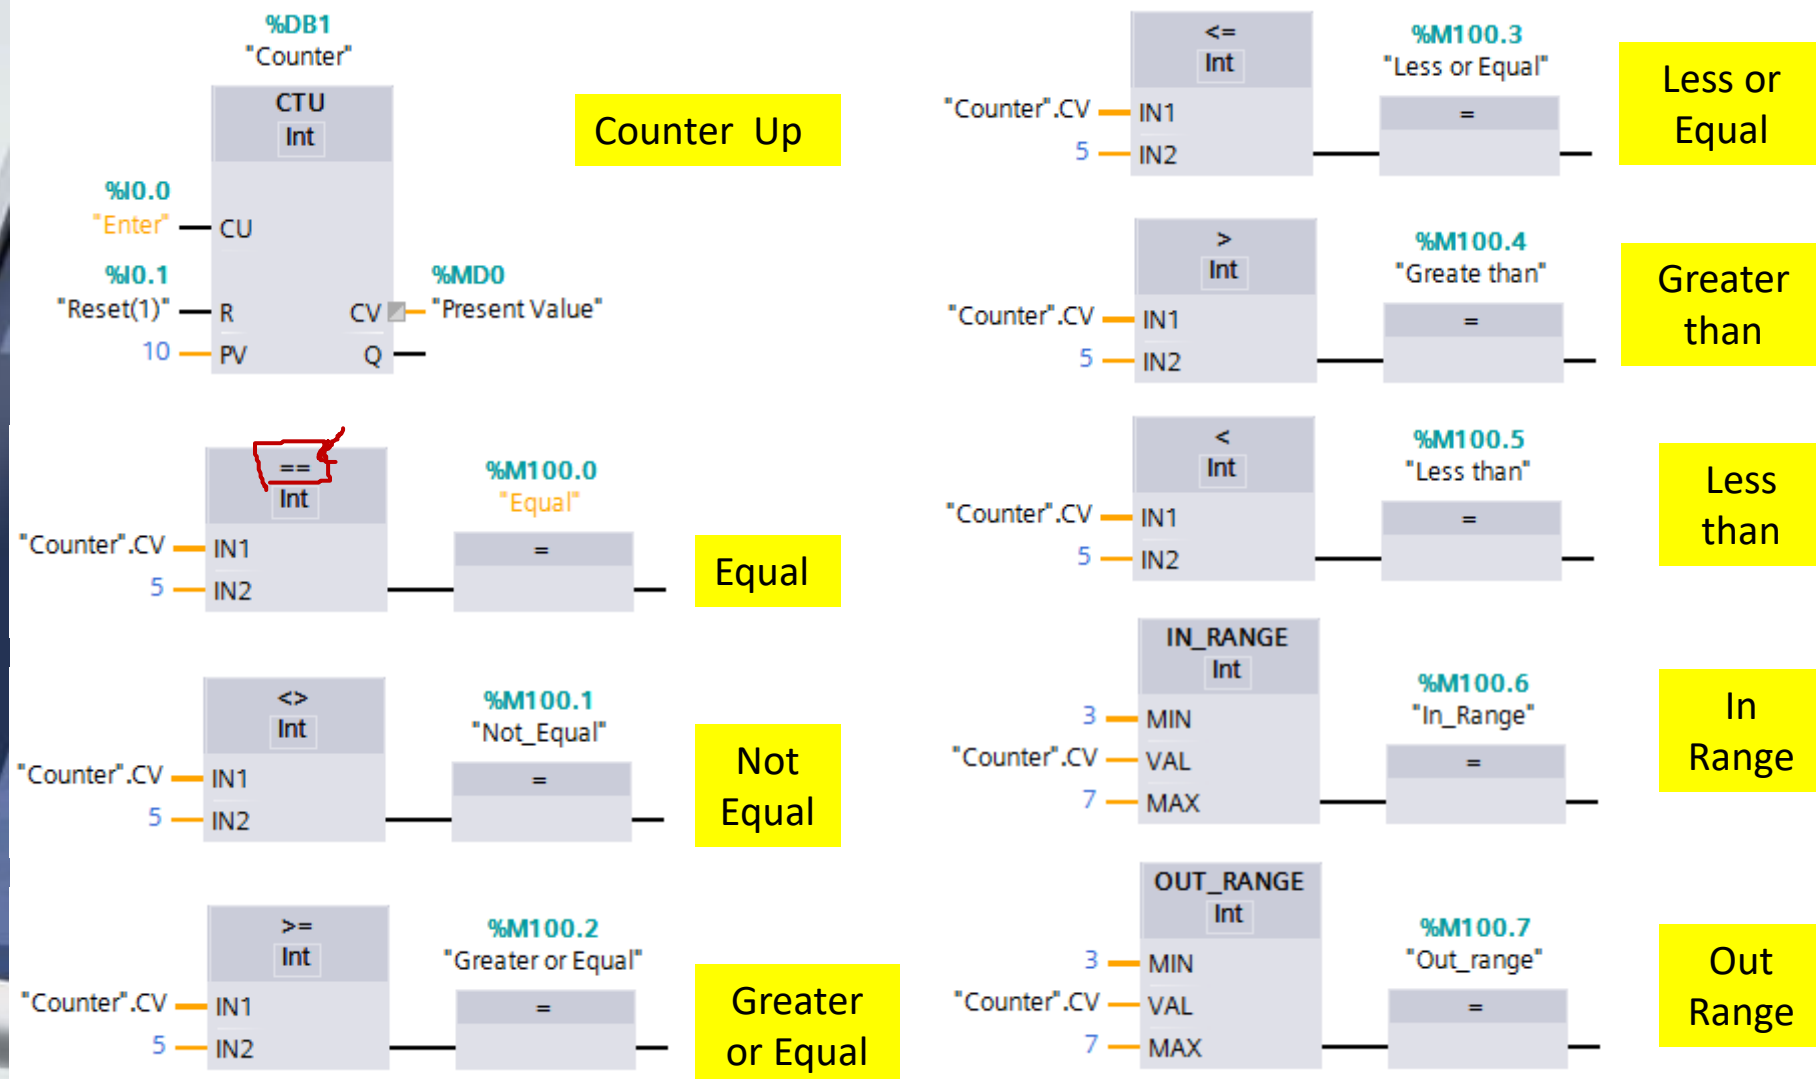 %DB1
"Counter"
CTU
Int
Counter Up
%I0.0
"Enter"
CU
%I0.1
"Reset(1)"
R
CV
%MD0
"Present Value"
10
PV
Q
==
Int
%M100.0
"Equal"
"Counter".CV
IN1
=
5
IN2
Equal
<>
Int
%M100.1
"Not_Equal"
"Counter".CV
IN1
=
5
IN2
Not
Equal
>=
Int
%M100.2
"Greater or Equal"
"Counter".CV
IN1
=
5
IN2
Greater
or Equal
<=
Int
%M100.3
"Less or Equal"
"Counter".CV
IN1
=
5
IN2
Less or
Equal
>
Int
%M100.4
"Greate than"
"Counter".CV
IN1
=
5
IN2
Greater
than
<
Int
%M100.5
"Less than"
"Counter".CV
IN1
=
5
IN2
Less
than
IN_RANGE
Int
%M100.6
"In_Range"
3
MIN
"Counter".CV
VAL
=
7
MAX
In
Range
OUT_RANGE
Int
%M100.7
"Out_range"
3
MIN
"Counter".CV
VAL
=
7
MAX
Out
Range